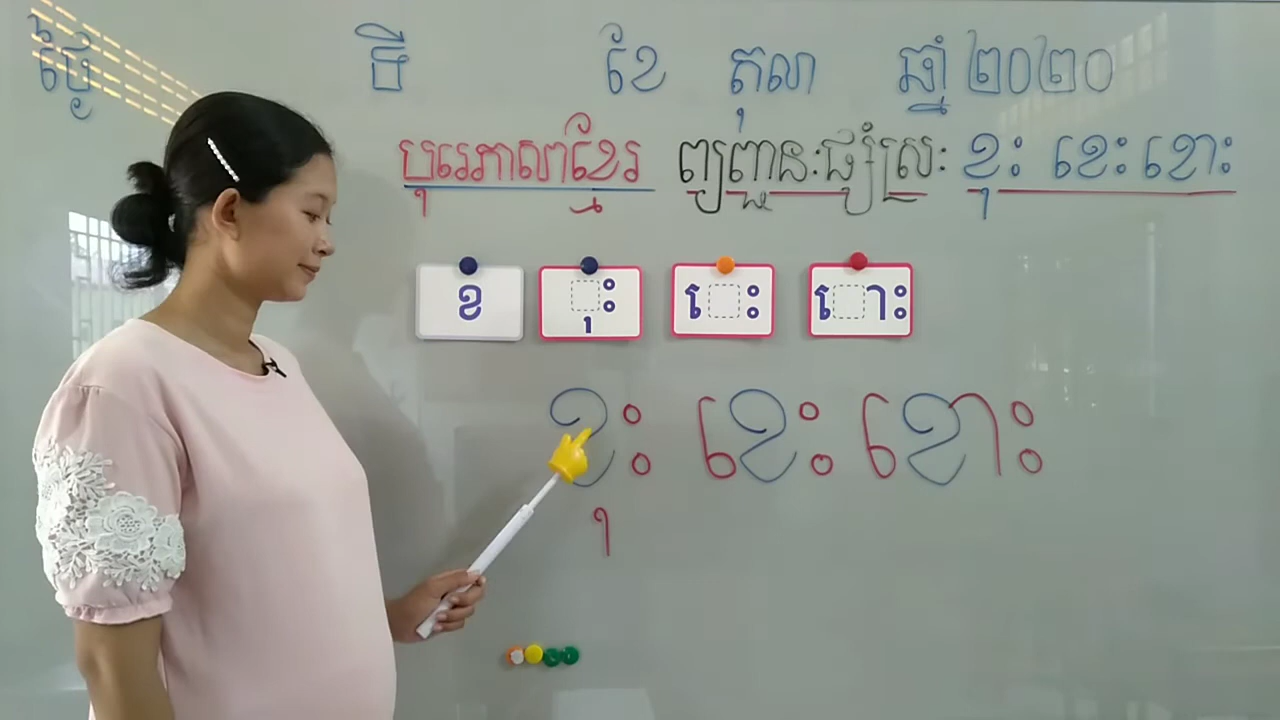 ថ្ងៃ ទី ខែ តុលា ឆ្នាំ ២០២០
បុរេភាសាខ្មែរ ព្យញ្ជនៈផ្សំស្រៈ ខុះ ខេះ ខោះ
ខ ុះ េះ ោះ
ខុះ ខេះ ខោះ